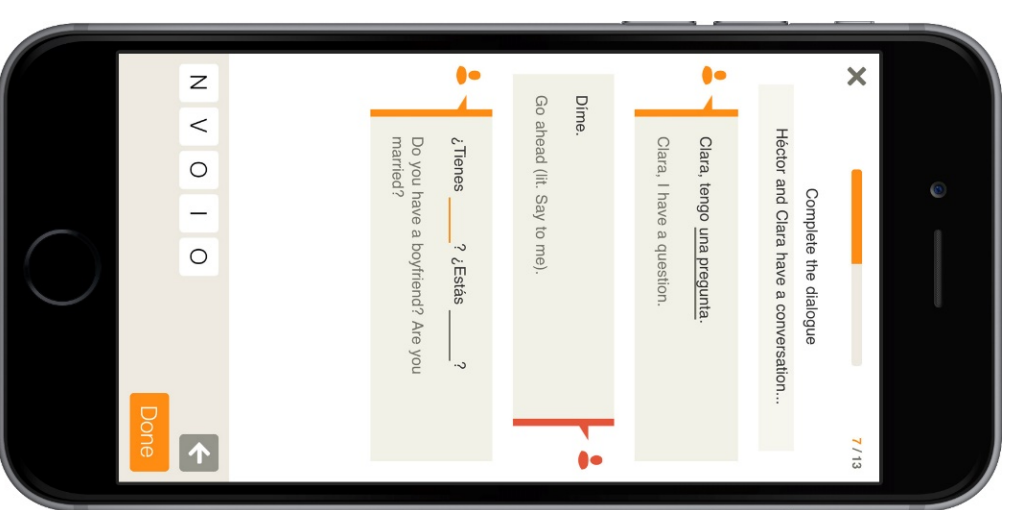 7/13
Complete the dialogue
Héctor and Clara have a conversation...
Clara, tengo una pregunta.
Clara, I have a question.
Díme.
Go ahead (lit. Say to me).
¿Tienes ____? ¿Estás ____?
Do you have a boyfriend? Are you
married?
N V O I O
Done